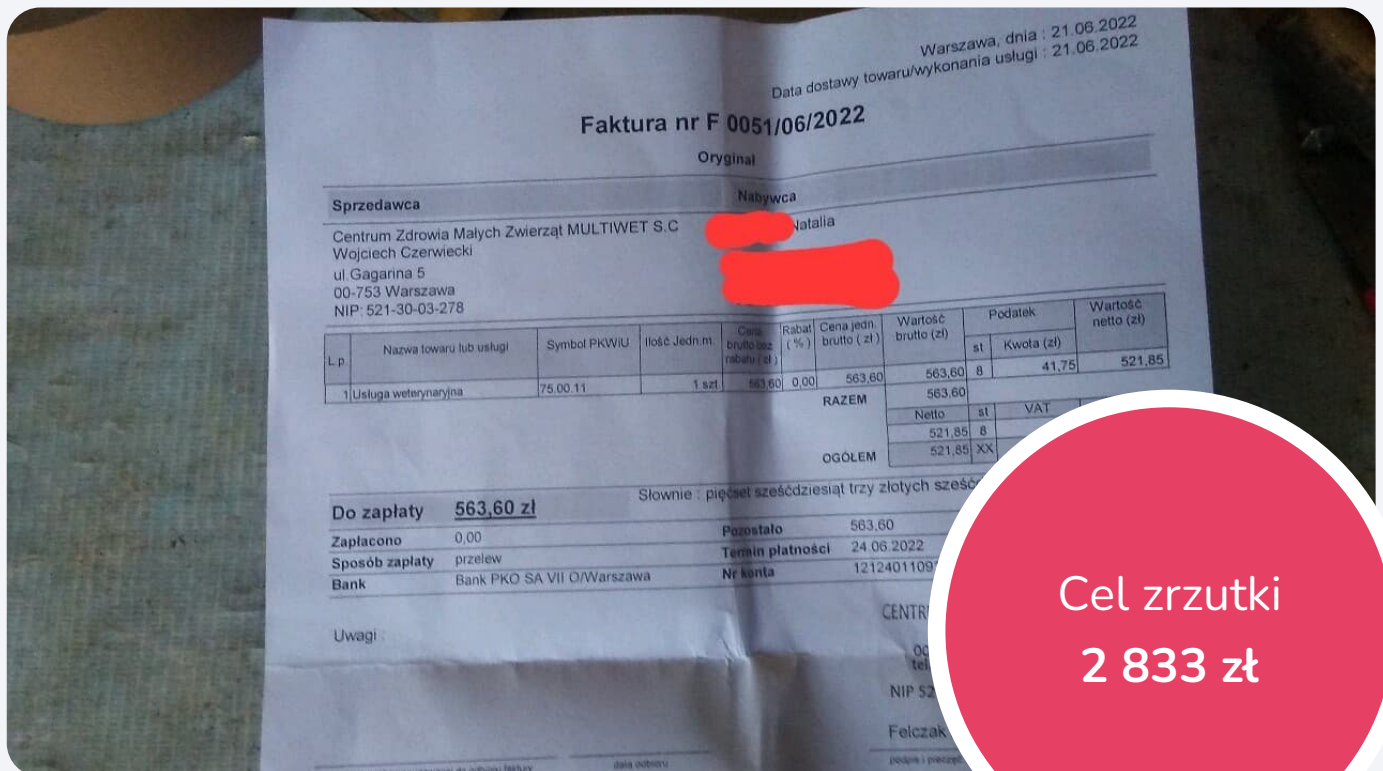 Warszawa, dnia : 21.06.2022
Data dostawy towaru/wykonania usługi : 21.06.2022
Faktura nr F 0051/06/2022
Oryginał
Sprzedawca
Nabywca
Centrum Zdrowia Małych Zwierząt MULTIWET S.C
Wojciech Czerwiecki
ul.Gagarina 5
00-753 Warszawa
NIP: 521-30-03-278
Natalia
L.p. Nazwa towaru lub usługi Symbol PKWiU Ilość Jedn.m. Cena brutto bez rabatu ( zł ) Rabat ( % ) Cena jedn. brutto ( zł ) Wartość brutto (zł) Podatek st Kwota (zł) Wartość netto (zł)
1 Usługa weterynaryjna 75.00.11 1 szt 563,60 0,00 563,60 563,60 8 41,75 521,85
RAZEM 563,60
Netto st VAT
521,85 8
OGÓŁEM 521,85 XX
Do zapłaty 563,60 zł
Słownie : pięćset sześćdziesiąt trzy złotych
Zapłacono 0,00
Sposób zapłaty przelew
Bank Bank PKO SA VII O/Warszawa
Pozostało 563,60
Termin płatności 24.06.2022
Nr konta 1212401109
Uwagi :
CENTR
00
tel
NIP 52
Felczak
data odbioru
Cel zrzutki
2 833 zł